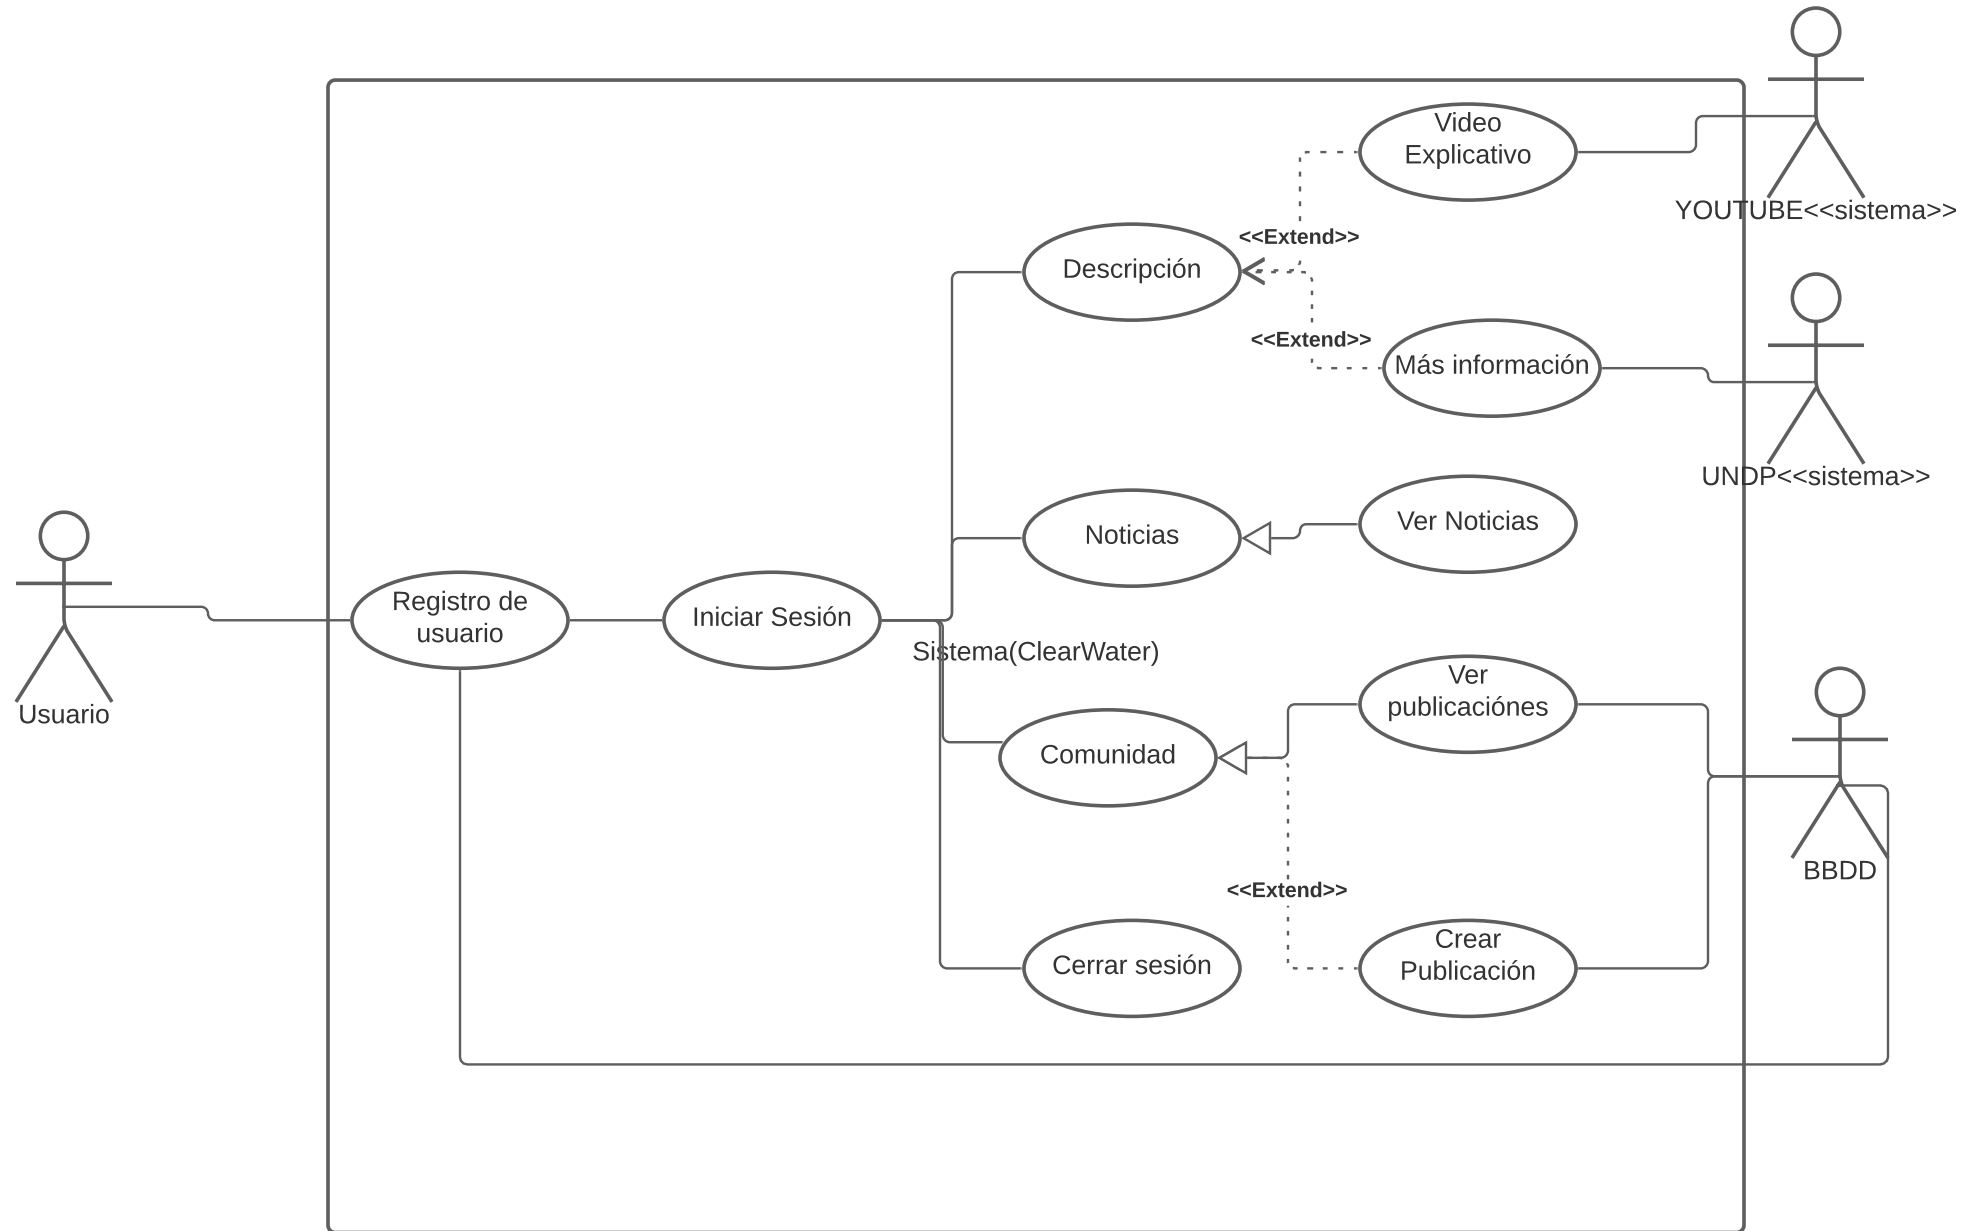 Video
Explicativo
YOUTUBE<<sistema>>
<<Extend>>
Descripción
<<Extend>>
Más información
UNDP<<sistema>>
Ver Noticias
Noticias
Registro de
usuario
Iniciar Sesión
Sistema(ClearWater)
Usuario
Ver
publicaciónes
Comunidad
BBDD
<<Extend>>
Crear
Publicación
Cerrar sesión